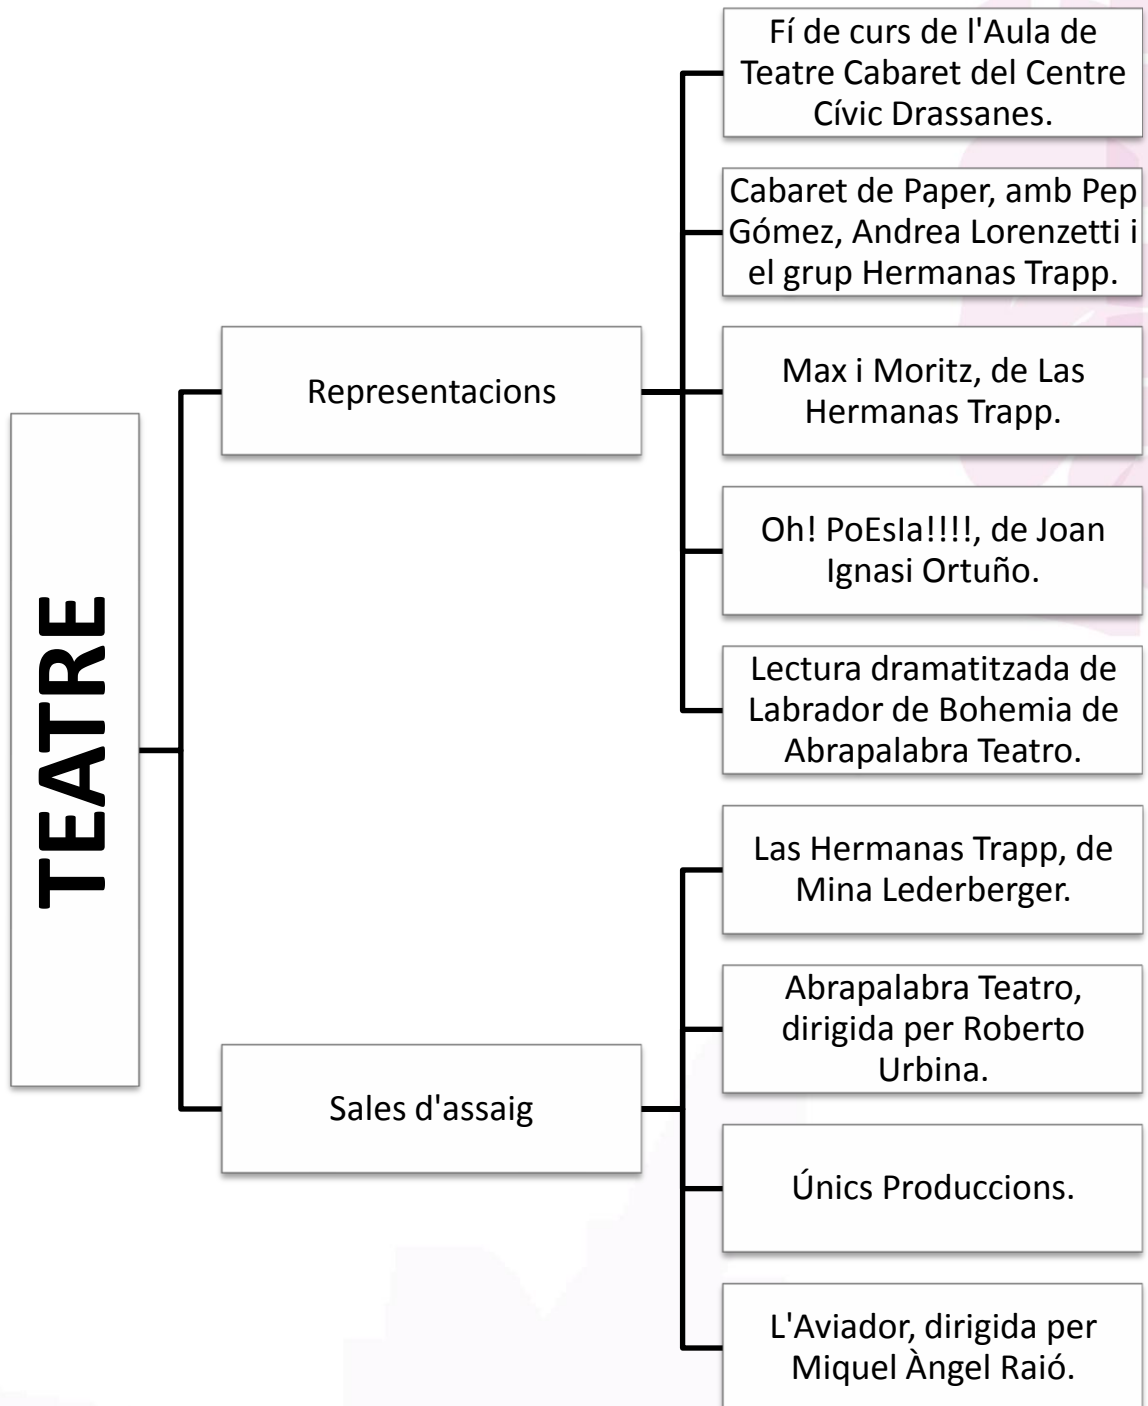 TEATRE
Representacions
Fí de curs de l'Aula de
Teatre Cabaret del Centre
Cívic Drassanes.
Cabaret de Paper, amb Pep
Gómez, Andrea Lorenzetti i
el grup Hermanas Trapp.
Max i Moritz, de Las
Hermanas Trapp.
Oh! PoEsIa!!!!, de Joan
Ignasi Ortuño.
Lectura dramatitzada de
Labrador de Bohemia de
Abrapalabra Teatro.
Sales d'assaig
Las Hermanas Trapp, de
Mina Lederberger.
Abrapalabra Teatro,
dirigida per Roberto
Urbina.
Únics Produccions.
L'Aviador, dirigida per
Miquel Àngel Raió.